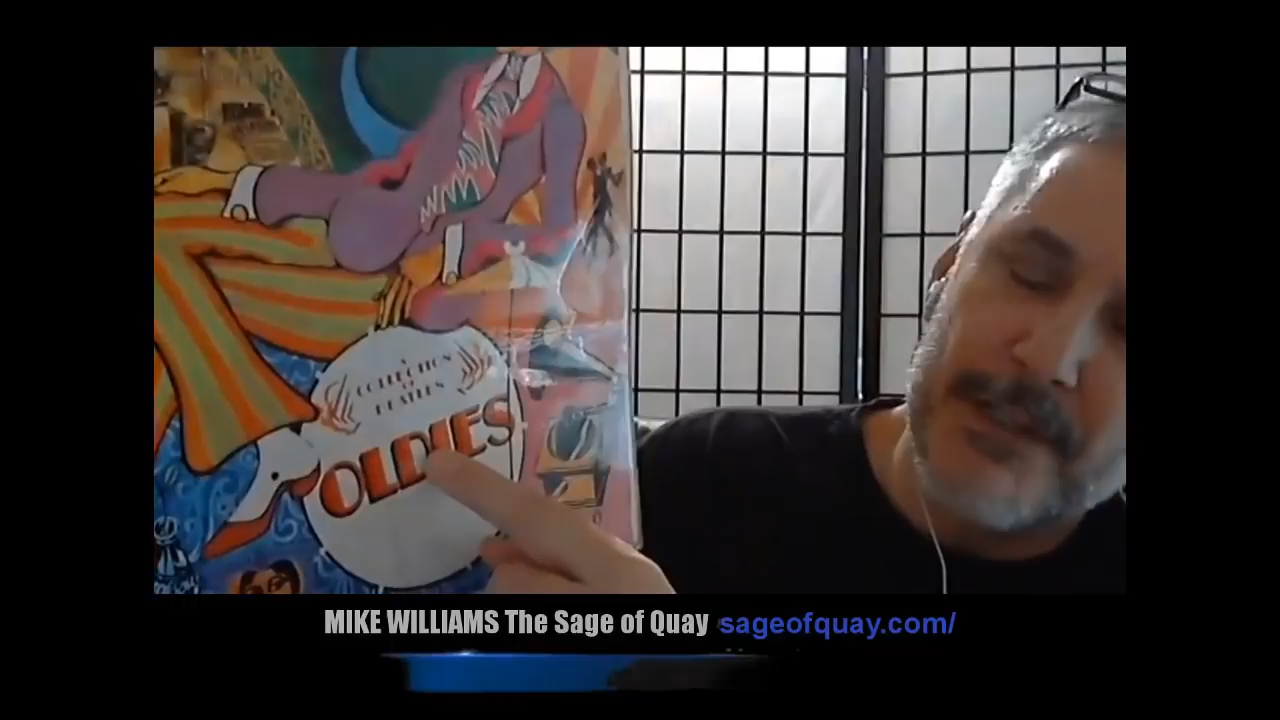 A
COLLECTION
OF
BEATLES
OLDIES
MIKE WILLIAMS The Sage of Quay sageofquay.com/